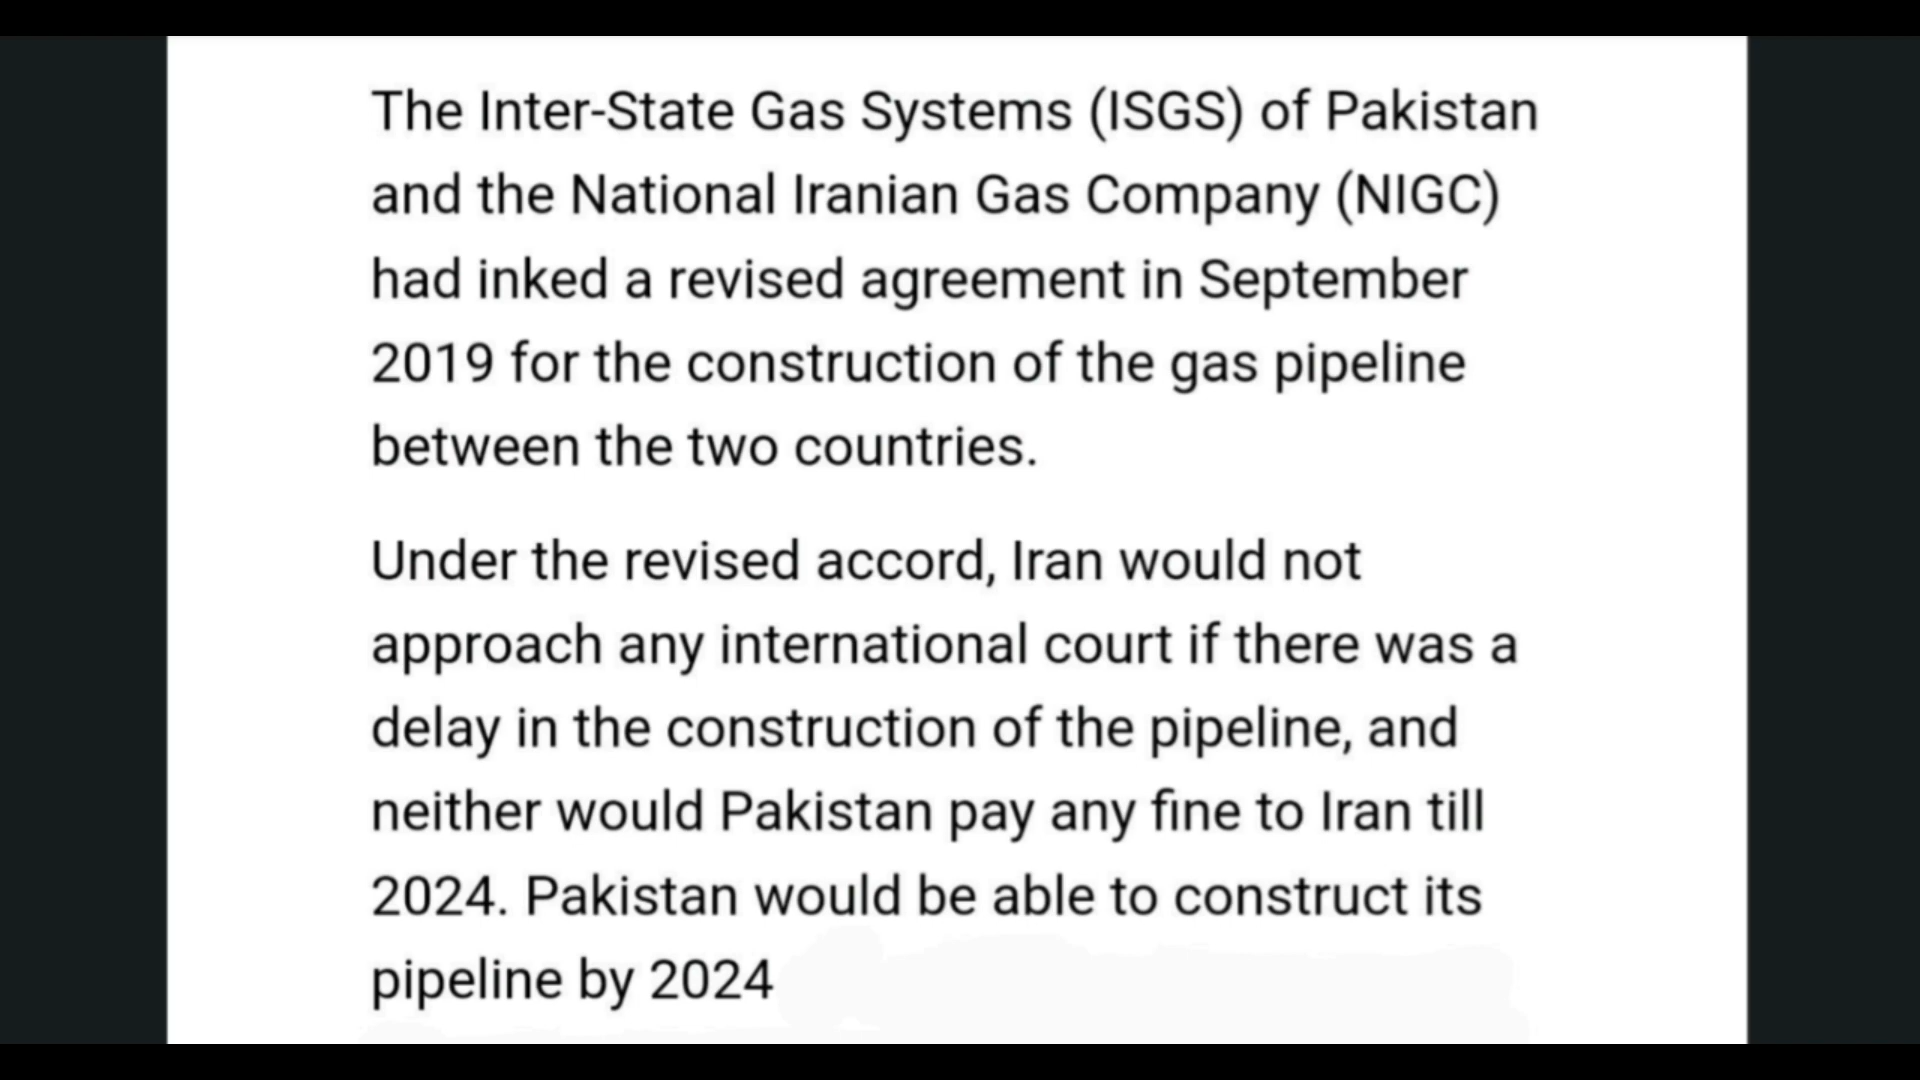 The Inter-State Gas Systems (ISGS) of Pakistan
and the National Iranian Gas Company (NIGC)
had inked a revised agreement in September
2019 for the construction of the gas pipeline
between the two countries.
Under the revised accord, Iran would not
approach any international court if there was a
delay in the construction of the pipeline, and
neither would Pakistan pay any fine to Iran till
2024. Pakistan would be able to construct its
pipeline by 2024